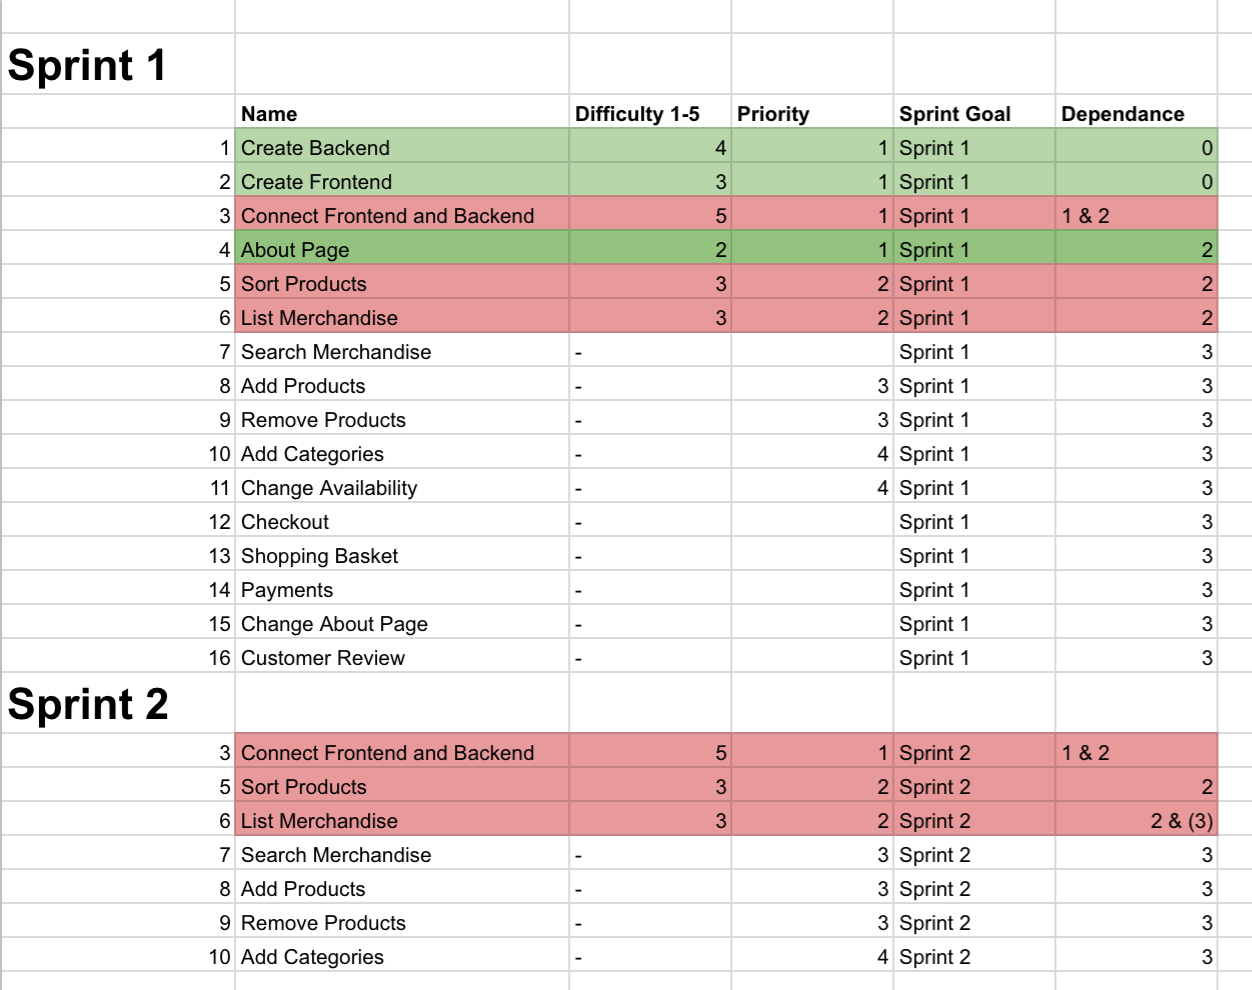 Sprint 1
Name Difficulty 1-5 Priority Sprint Goal Dependance
1 Create Backend 4 1 Sprint 1 0
2 Create Frontend 3 1 Sprint 1 0
3 Connect Frontend and Backend 5 1 Sprint 1 1 & 2
4 About Page 2 1 Sprint 1 2
5 Sort Products 3 2 Sprint 1 2
6 List Merchandise 3 2 Sprint 1 2
7 Search Merchandise - Sprint 1 3
8 Add Products - 3 Sprint 1 3
9 Remove Products - 3 Sprint 1 3
10 Add Categories - 4 Sprint 1 3
11 Change Availability - 4 Sprint 1 3
12 Checkout - Sprint 1 3
13 Shopping Basket - Sprint 1 3
14 Payments - Sprint 1 3
15 Change About Page - Sprint 1 3
16 Customer Review - Sprint 1 3
Sprint 2
3 Connect Frontend and Backend 5 1 Sprint 2 1 & 2
5 Sort Products 3 2 Sprint 2 2
6 List Merchandise 3 2 Sprint 2 2 & (3)
7 Search Merchandise - 3 Sprint 2 3
8 Add Products - 3 Sprint 2 3
9 Remove Products - 3 Sprint 2 3
10 Add Categories - 4 Sprint 2 3